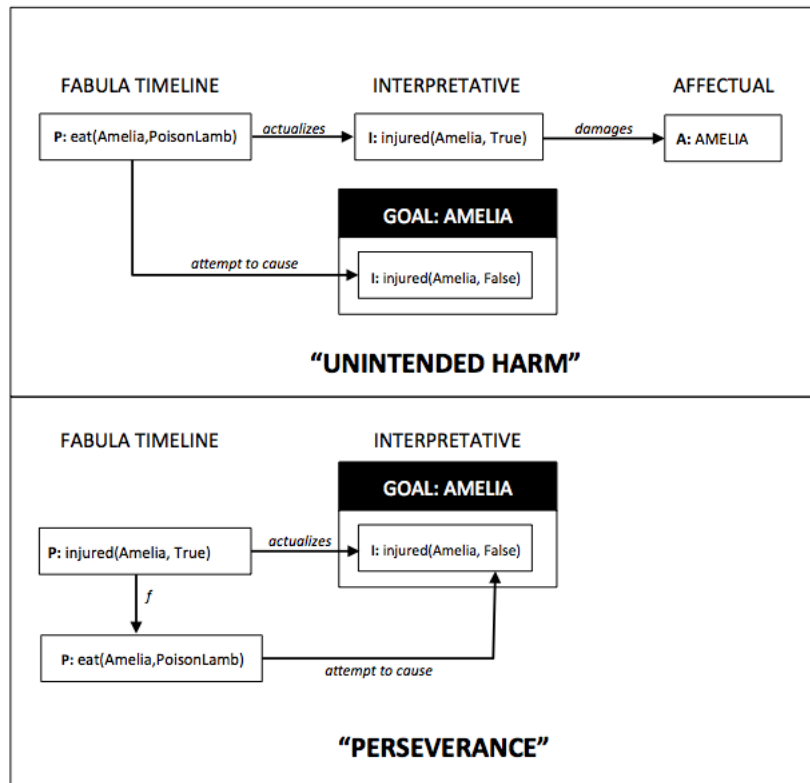 FABULA TIMELINE INTERPRETATIVE AFFECTUAL
P: eat(Amelia,PoisonLamb) actualizes I: injured(Amelia, True) damages A: AMELIA
GOAL: AMELIA
attempt to cause I: injured(Amelia, False)
“UNINTENDED HARM”
FABULA TIMELINE INTERPRETATIVE
GOAL: AMELIA
P: injured(Amelia, True) actualizes I: injured(Amelia, False)
f
P: eat(Amelia,PoisonLamb) attempt to cause
“PERSEVERANCE”